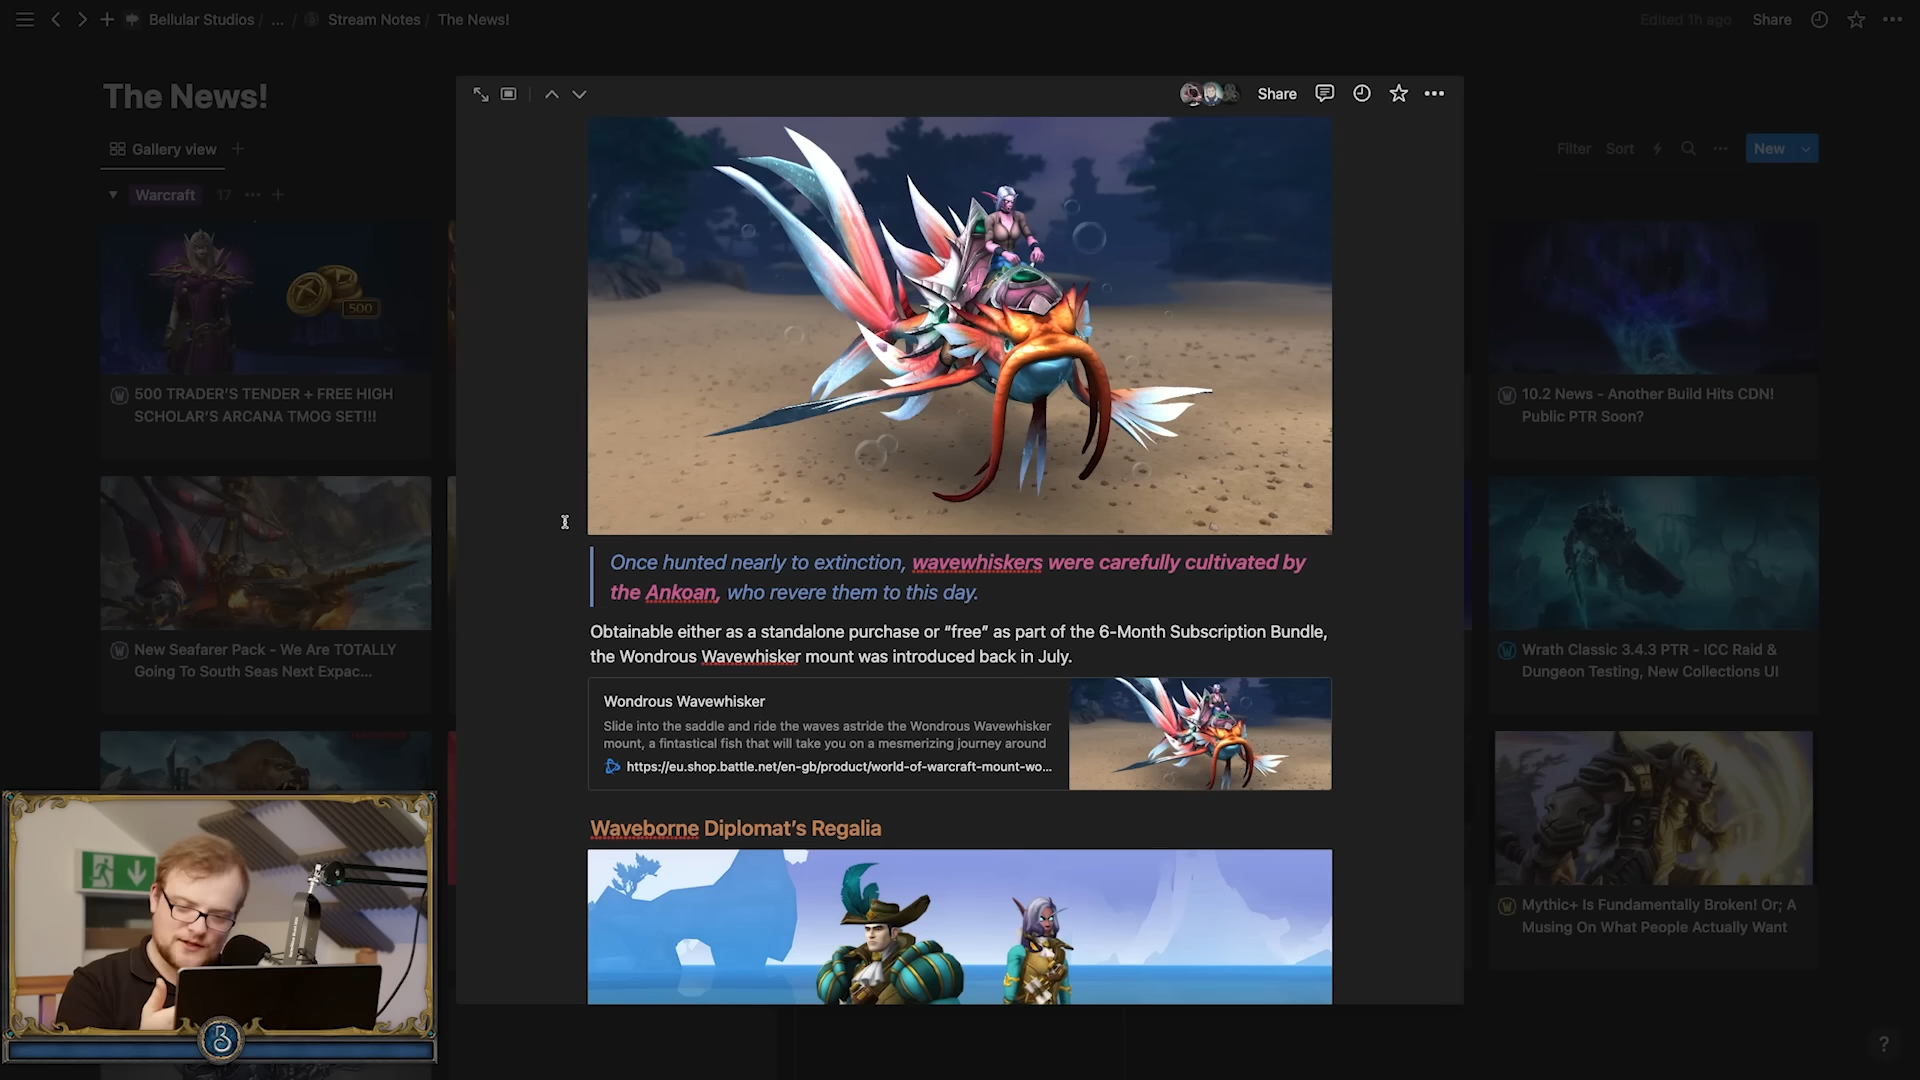 Bellular Studios / ... / Stream Notes / The News!
Edited 1h ago
Share
The News!
Gallery view
Filter
Sort
New
Warcraft 17
500
500 TRADER'S TENDER + FREE HIGH
SCHOLAR'S ARCANA TMOG SET!!!
New Seafarer Pack - We Are TOTALLY
Going To South Seas Next Expac...
Share
Once hunted nearly to extinction, wavewhiskers were carefully cultivated by
the Ankoan, who revere them to this day.
Obtainable either as a standalone purchase or “free” as part of the 6-Month Subscription Bundle,
the Wondrous Wavewhisker mount was introduced back in July.
Wondrous Wavewhisker
Slide into the saddle and ride the waves astride the Wondrous Wavewhisker
mount, a fintastical fish that will take you on a mesmerizing journey around
https://eu.shop.battle.net/en-gb/product/world-of-warcraft-mount-wo...
Waveborne Diplomat’s Regalia
10.2 News - Another Build Hits CDN!
Public PTR Soon?
Wrath Classic 3.4.3 PTR - ICC Raid &
Dungeon Testing, New Collections UI
Mythic+ Is Fundamentally Broken! Or; A
Musing On What People Actually Want
B
?